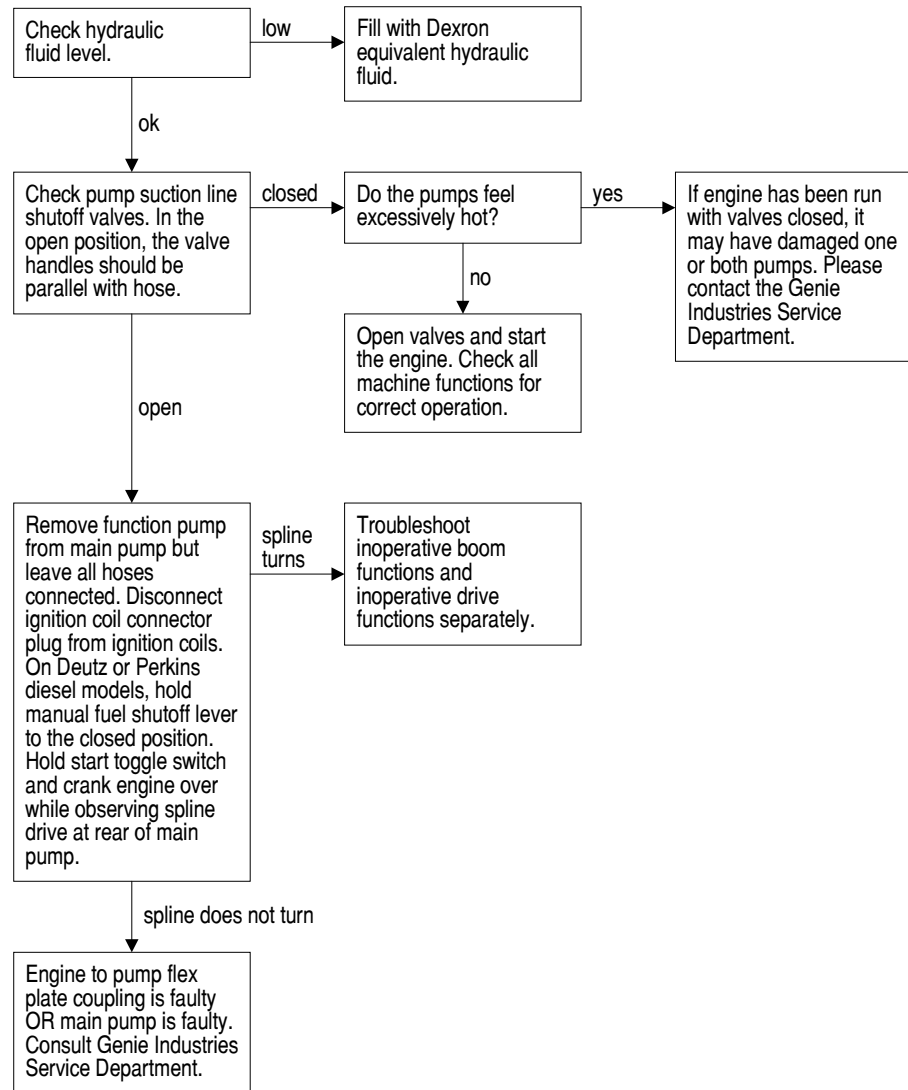 Check hydraulic
fluid level.
low
Fill with Dexron
equivalent hydraulic
fluid.
ok
Check pump suction line
shutoff valves. In the
open position, the valve
handles should be
parallel with hose.
closed
Do the pumps feel
excessively hot?
yes
If engine has been run
with valves closed, it
may have damaged one
or both pumps. Please
contact the Genie
Industries Service
Department.
no
Open valves and start
the engine. Check all
machine functions for
correct operation.
open
Remove function pump
from main pump but
leave all hoses
connected. Disconnect
ignition coil connector
plug from ignition coils.
On Deutz or Perkins
diesel models, hold
manual fuel shutoff lever
to the closed position.
Hold start toggle switch
and crank engine over
while observing spline
drive at rear of main
pump.
spline
turns
Troubleshoot
inoperative boom
functions and
inoperative drive
functions separately.
spline does not turn
Engine to pump flex
plate coupling is faulty
OR main pump is faulty.
Consult Genie Industries
Service Department.